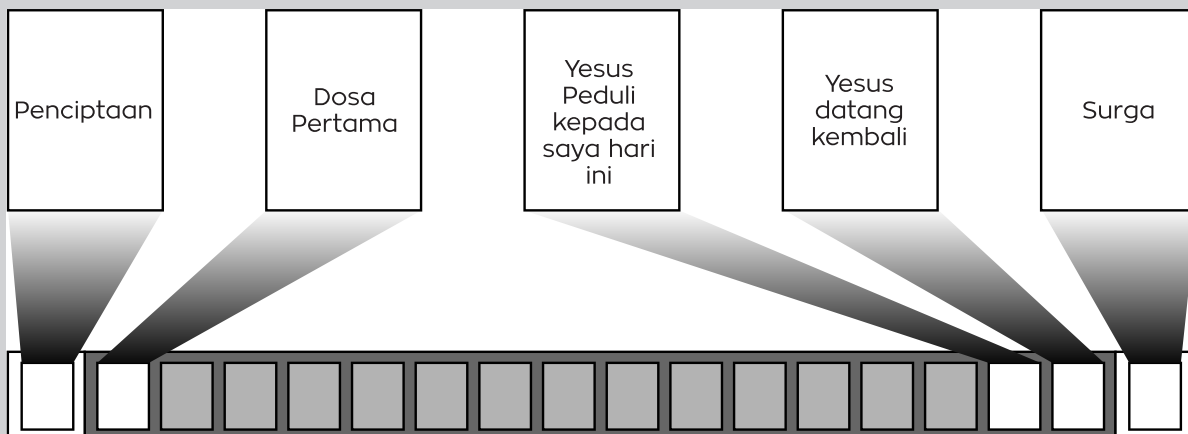 Penciptaan
Dosa
Pertama
Yesus
Peduli
kepada
saya hari
ini
Yesus
datang
kembali
Surga